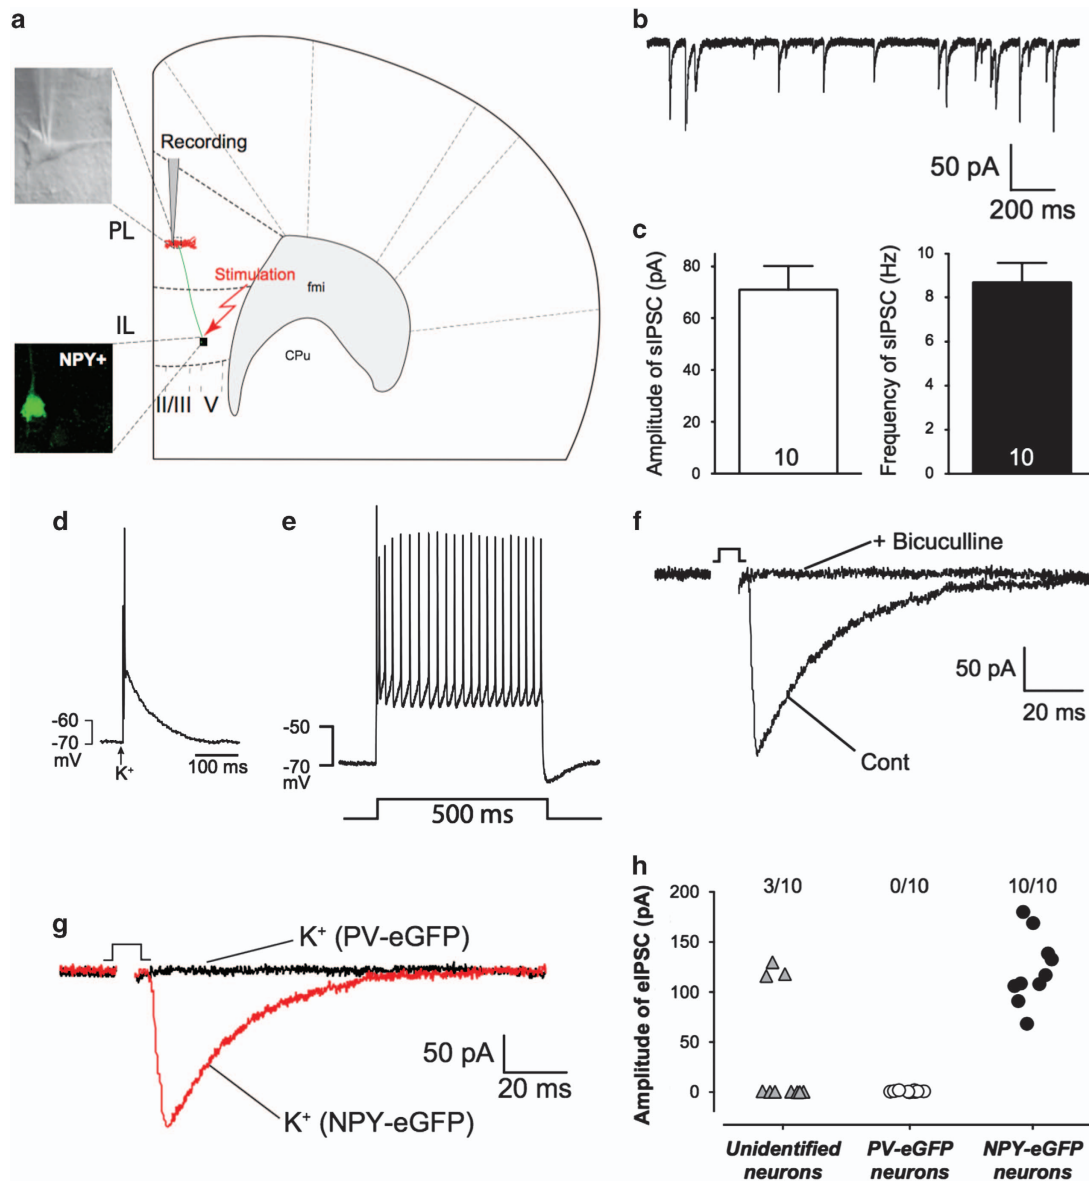 a
Recording
PL
Stimulation
fmi
IL
NPY+
CPu
II/III V
b
50 pA
200 ms
c
Amplitude of sIPSC (pA)
80
60
40
20
0
10
Frequency of sIPSC (Hz)
10
8
6
4
2
0
10
d
-60
-70
mV
K+
100 ms
e
-50
-70
mV
500 ms
f
+ Bicuculline
50 pA
20 ms
Cont
g
K+ (PV-eGFP)
50 pA
20 ms
K+ (NPY-eGFP)
h
3/10 0/10 10/10
Amplitude of eIPSC (pA)
200
150
100
50
0
Unidentified
neurons
PV-eGFP
neurons
NPY-eGFP
neurons